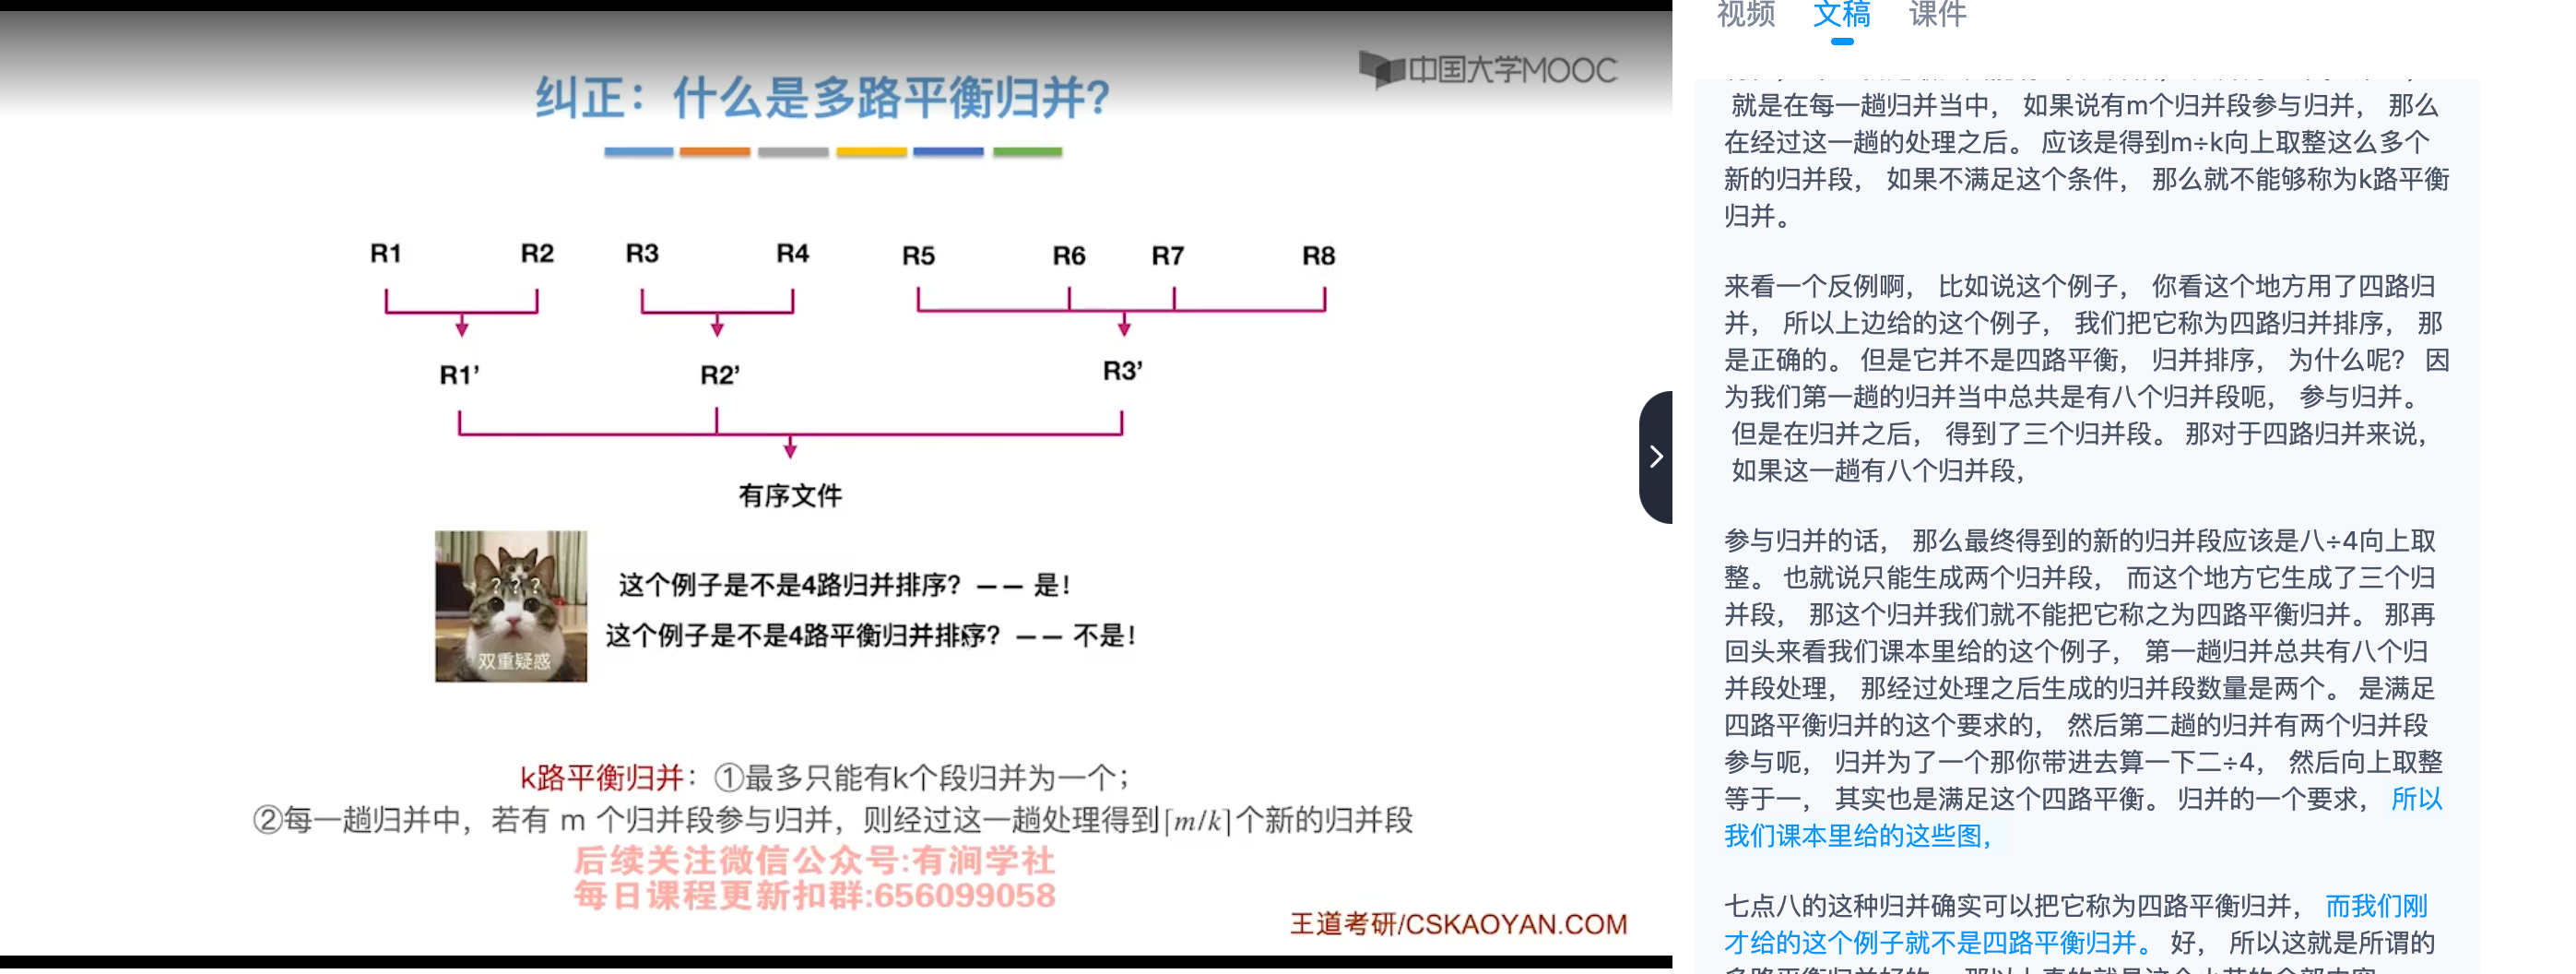 中国大学MOOC
纠正：什么是多路平衡归并？
R1 R2 R3 R4 R5 R6 R7 R8
R1’ R2’ R3’
有序文件
???
双重疑惑
这个例子是不是4路归并排序？—— 是！
这个例子是不是4路平衡归并排序？—— 不是！
k路平衡归并：①最多只能有k个段归并为一个；
②每一趟归并中，若有 m 个归并段参与归并，则经过这一趟处理得到⌈m/k⌉个新的归并段
后续关注微信公众号:有涧学社
每日课程更新扣群:656099058
王道考研/CSKAOYAN.COM
视频 文稿 课件
就是在每一趟归并当中， 如果说有m个归并段参与归并， 那么
在经过这一趟的处理之后。 应该是得到m÷k向上取整这么多个
新的归并段， 如果不满足这个条件， 那么就不能够称为k路平衡
归并。
来看一个反例啊， 比如说这个例子， 你看这个地方用了四路归
并， 所以上边给的这个例子， 我们把它称为四路归并排序， 那
是正确的。 但是它并不是四路平衡， 归并排序， 为什么呢？ 因
为我们第一趟的归并当中总共是有八个归并段呃， 参与归并。
但是在归并之后， 得到了三个归并段。 那对于四路归并来说，
如果这一趟有八个归并段，
参与归并的话， 那么最终得到的新的归并段应该是八÷4向上取
整。 也就说只能生成两个归并段， 而这个地方它生成了三个归
并段， 那这个归并我们就不能把它称之为四路平衡归并。 那再
回头来看我们课本里给的这个例子， 第一趟归并总共有八个归
并段处理， 那经过处理之后生成的归并段数量是两个。 是满足
四路平衡归并的这个要求的， 然后第二趟的归并有两个归并段
参与呃， 归并为了一个那你带进去算一下二÷4， 然后向上取整
等于一， 其实也是满足这个四路平衡。 归并的一个要求， 所以
我们课本里给的这些图，
七点八的这种归并确实可以把它称为四路平衡归并， 而我们刚
才给的这个例子就不是四路平衡归并。 好， 所以这就是所谓的